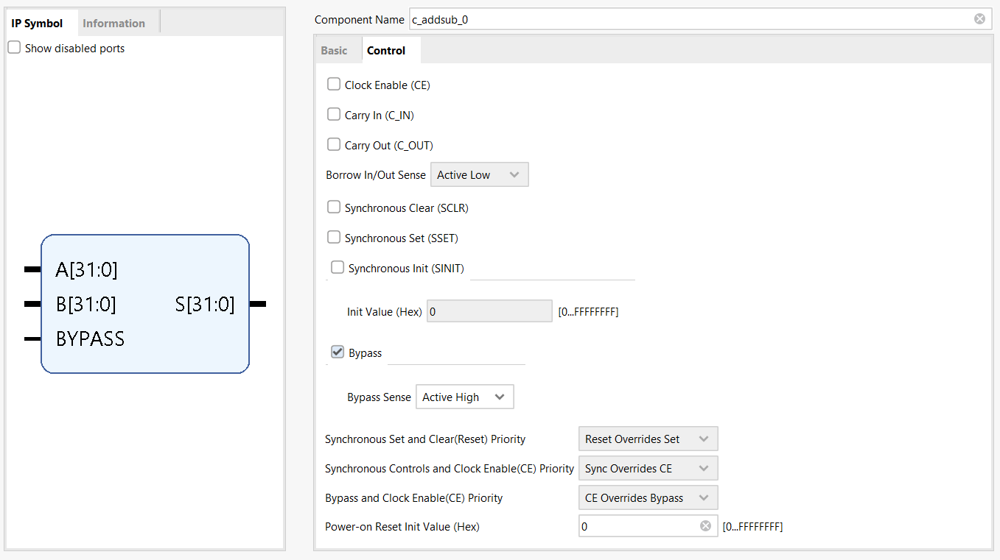 IP Symbol
Information
Show disabled ports
A[31:0]
B[31:0]
S[31:0]
BYPASS
Component Name
c_addsub_0
Basic
Control
Clock Enable (CE)
Carry In (C_IN)
Carry Out (C_OUT)
Borrow In/Out Sense
Active Low
Synchronous Clear (SCLR)
Synchronous Set (SSET)
Synchronous Init (SINIT)
Init Value (Hex)
0
[0...FFFFFFFF]
Bypass
Bypass Sense
Active High
Synchronous Set and Clear(Reset) Priority
Reset Overrides Set
Synchronous Controls and Clock Enable(CE) Priority
Sync Overrides CE
Bypass and Clock Enable(CE) Priority
CE Overrides Bypass
Power-on Reset Init Value (Hex)
0
[0...FFFFFFFF]